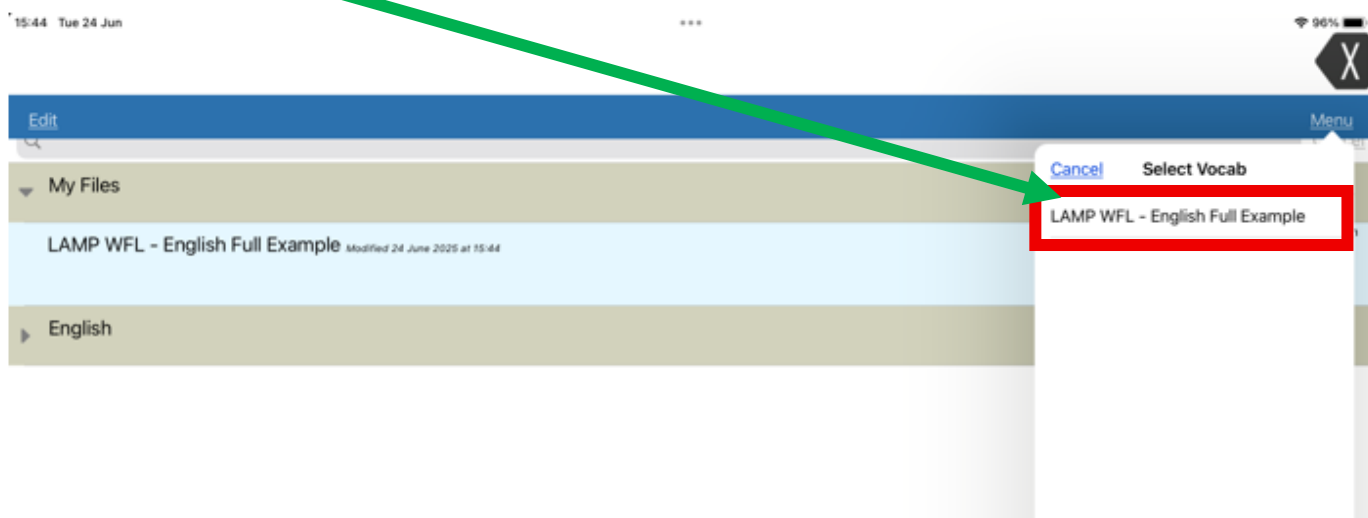 15:44 Tue 24 Jun
96%
X
Edit
Menu
Cancel Select Vocab
My Files
LAMP WFL - English Full Example
LAMP WFL - English Full Example Modified 24 June 2025 at 15:44
English